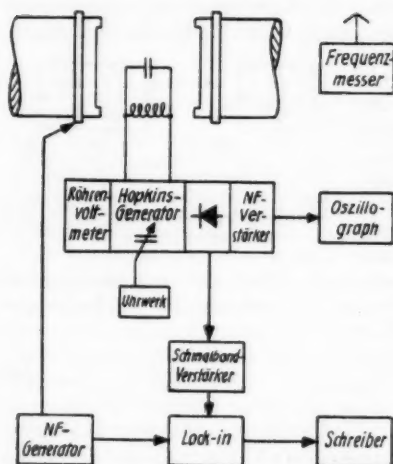 Frequenz-
messer
Röhren-
volt-
meter
Hopkins-
Generator
NF-
Ver-
stärker
Oszillo-
graph
Uhrwerk
Schmalband-
Verstärker
NF-
Generator
Lock-in
Schreiber